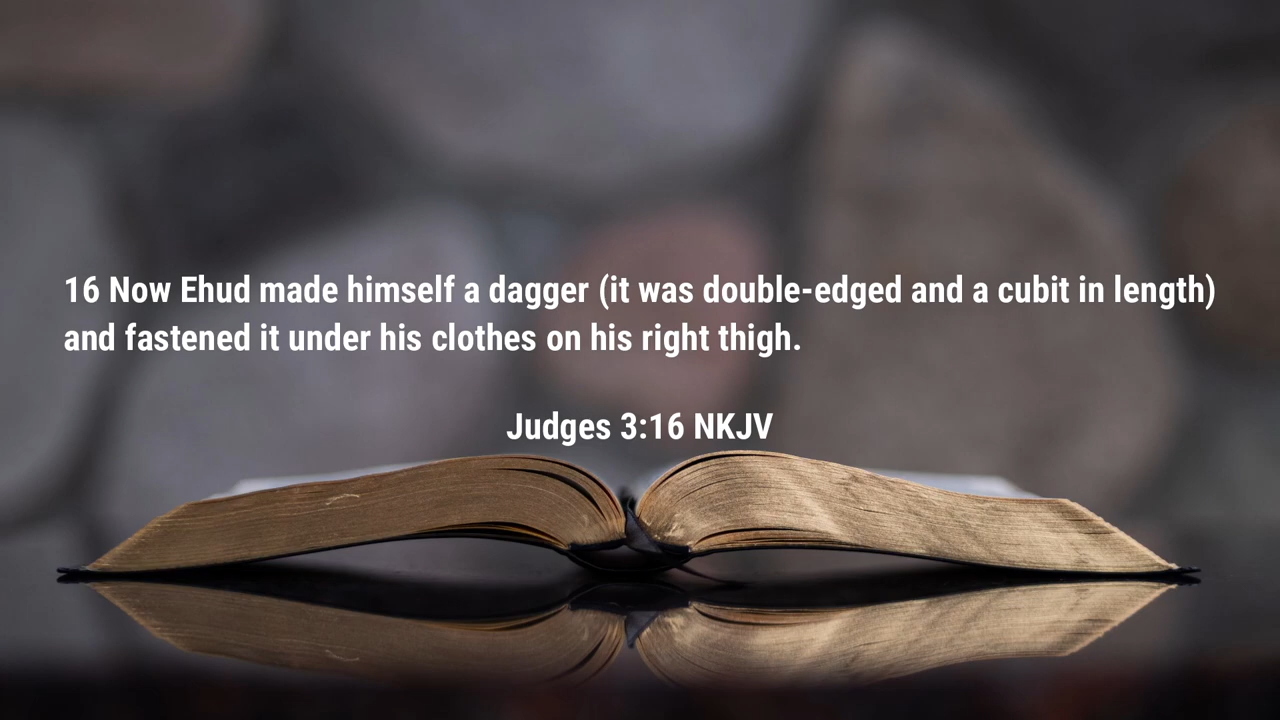 16 Now Ehud made himself a dagger (it was double-edged and a cubit in length)
and fastened it under his clothes on his right thigh.
Judges 3:16 NKJV